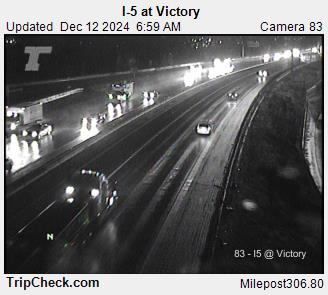 I-5 at Victory
Updated Dec 12 2024 6:59 AM Camera 83
T
N
83 - I5 @ Victory
TripCheck.com Milepost306.80